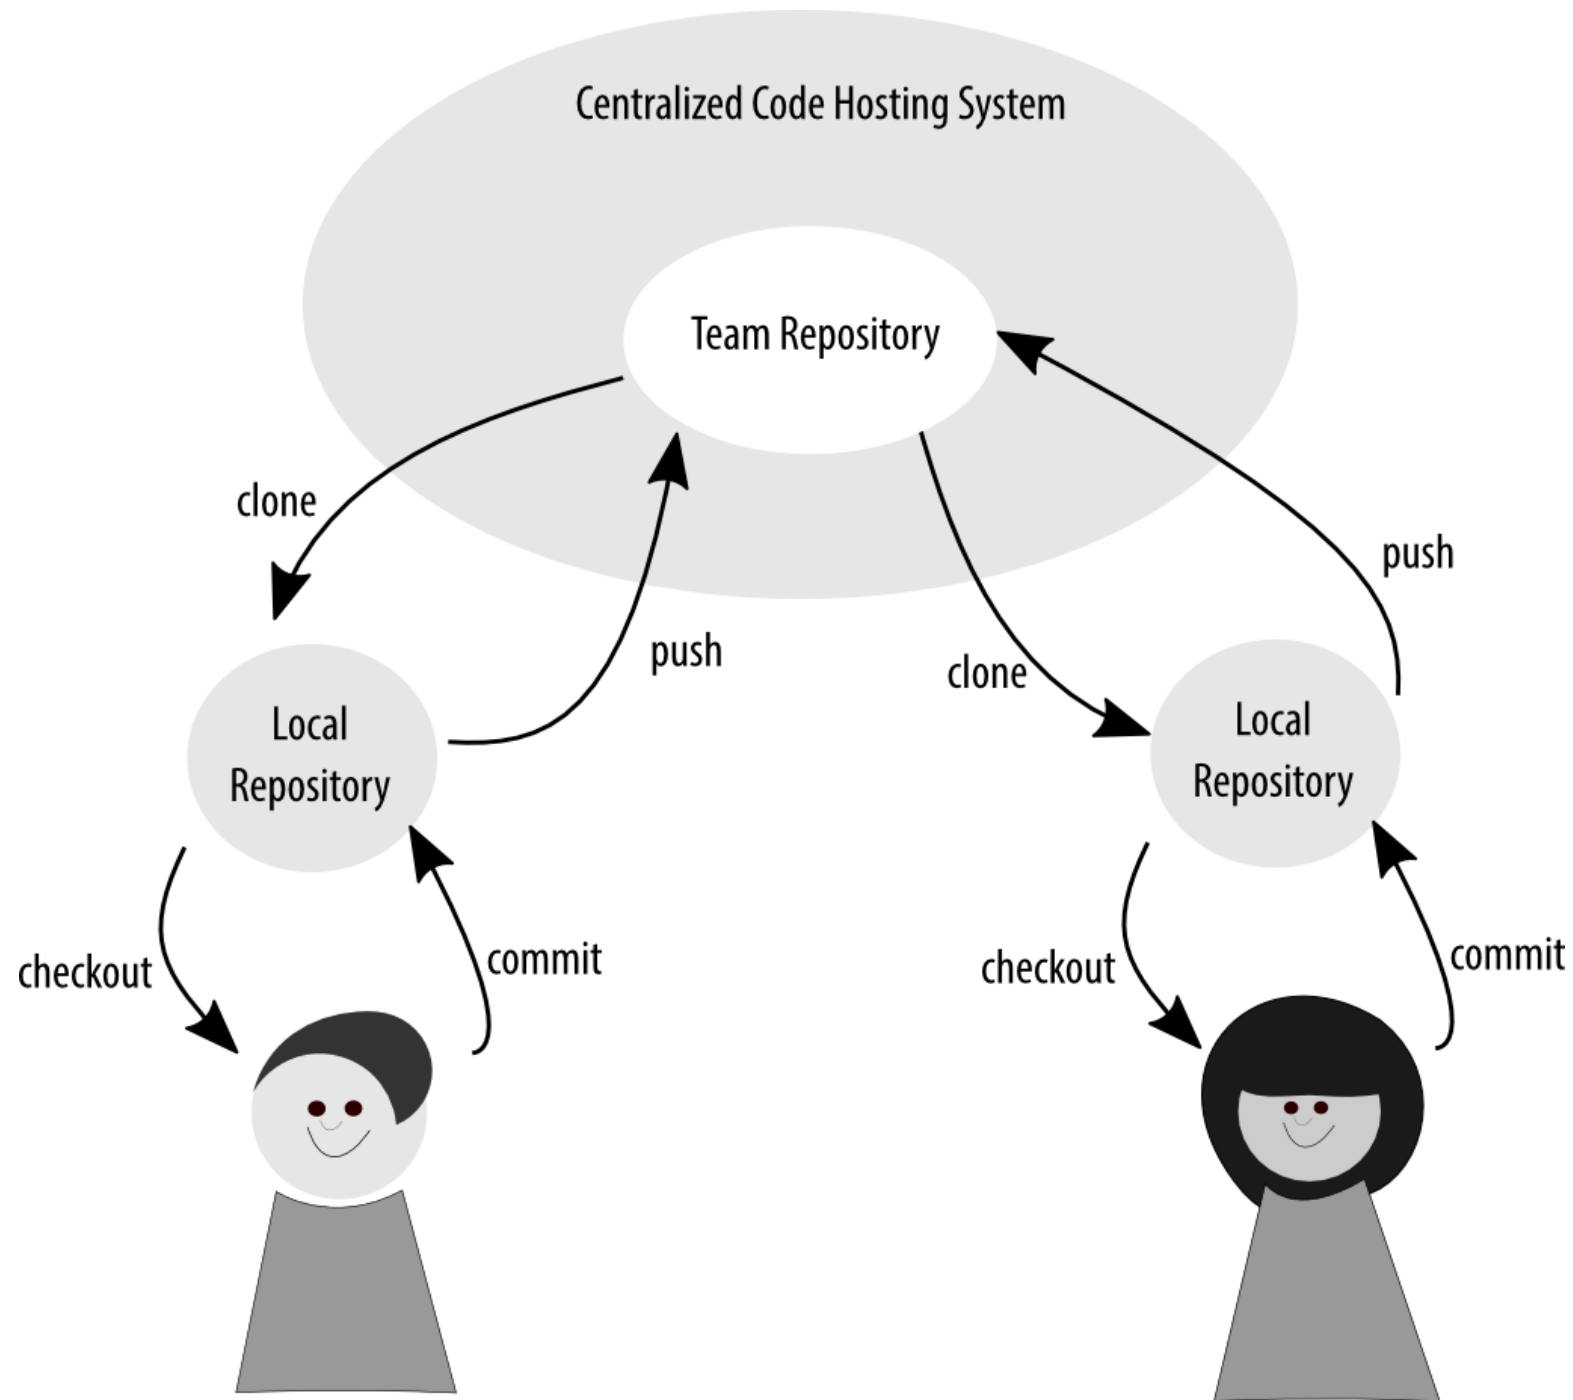 Centralized Code Hosting System
Team Repository
clone
push
push
clone
Local
Repository
Local
Repository
checkout
commit
checkout
commit